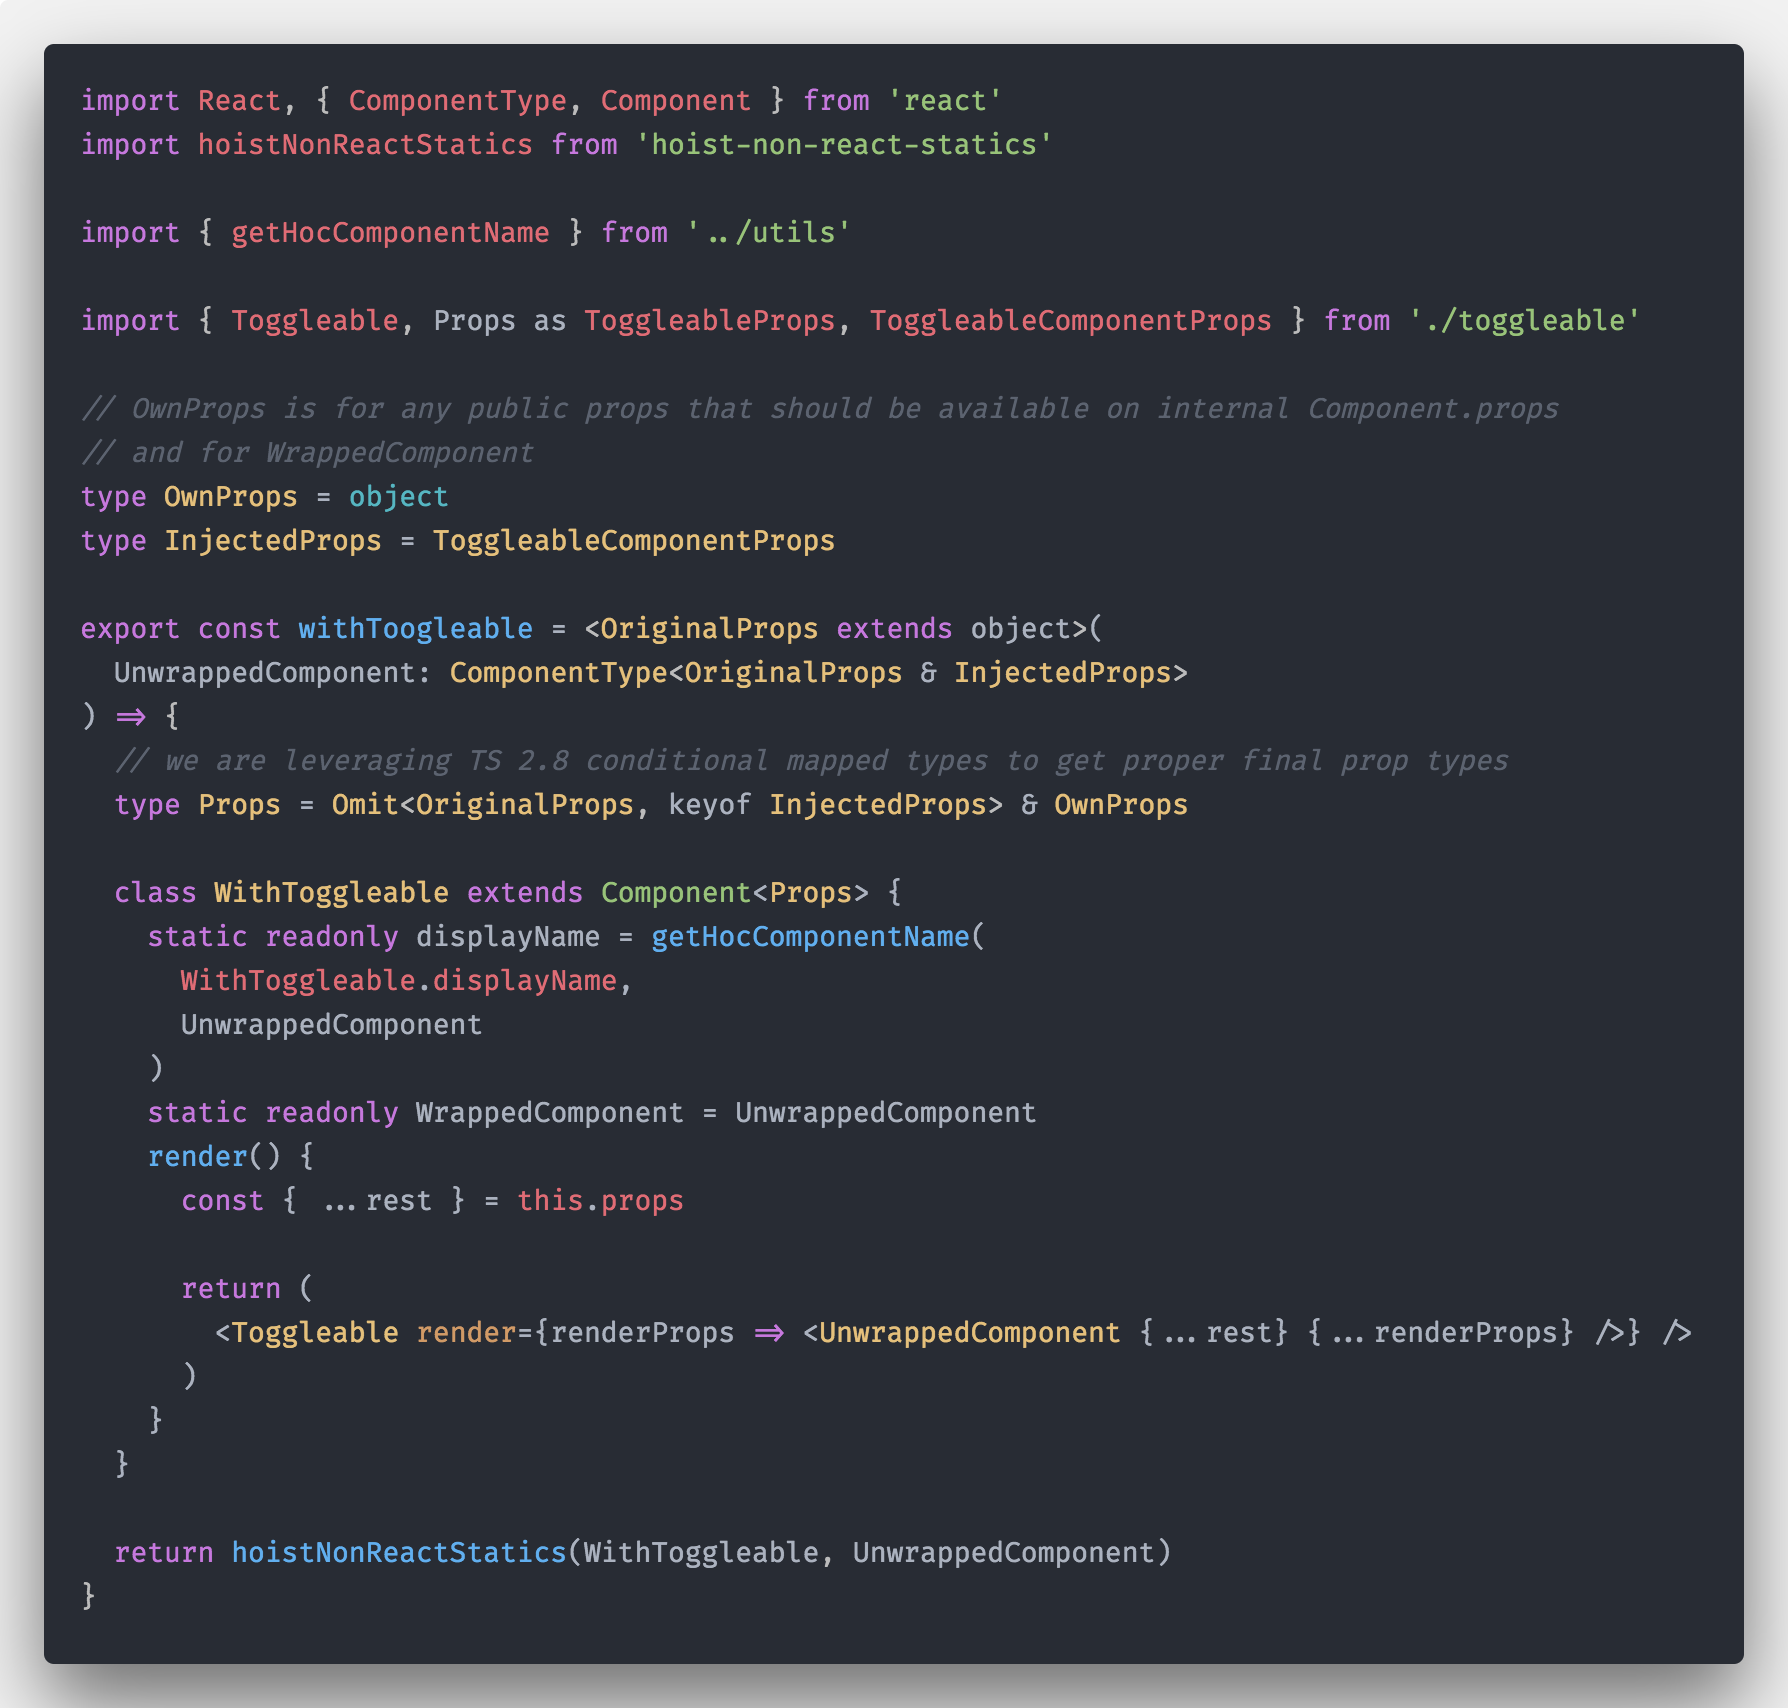 import React, { ComponentType, Component } from 'react'
import hoistNonReactStatics from 'hoist-non-react-statics'

import { getHocComponentName } from '../utils'

import { Toggleable, Props as ToggleableProps, ToggleableComponentProps } from './toggleable'

// OwnProps is for any public props that should be available on internal Component.props
// and for WrappedComponent
type OwnProps = object
type InjectedProps = ToggleableComponentProps

export const withToogleable = <OriginalProps extends object>(
  UnwrappedComponent: ComponentType<OriginalProps & InjectedProps>
) => {
  // we are leveraging TS 2.8 conditional mapped types to get proper final prop types
  type Props = Omit<OriginalProps, keyof InjectedProps> & OwnProps

  class WithToggleable extends Component<Props> {
    static readonly displayName = getHocComponentName(
      WithToggleable.displayName,
      UnwrappedComponent
    )
    static readonly WrappedComponent = UnwrappedComponent
    render() {
      const { ...rest } = this.props

      return (
        <Toggleable render={renderProps => <UnwrappedComponent {...rest} {...renderProps} />} />
      )
    }
  }

  return hoistNonReactStatics(WithToggleable, UnwrappedComponent)
}